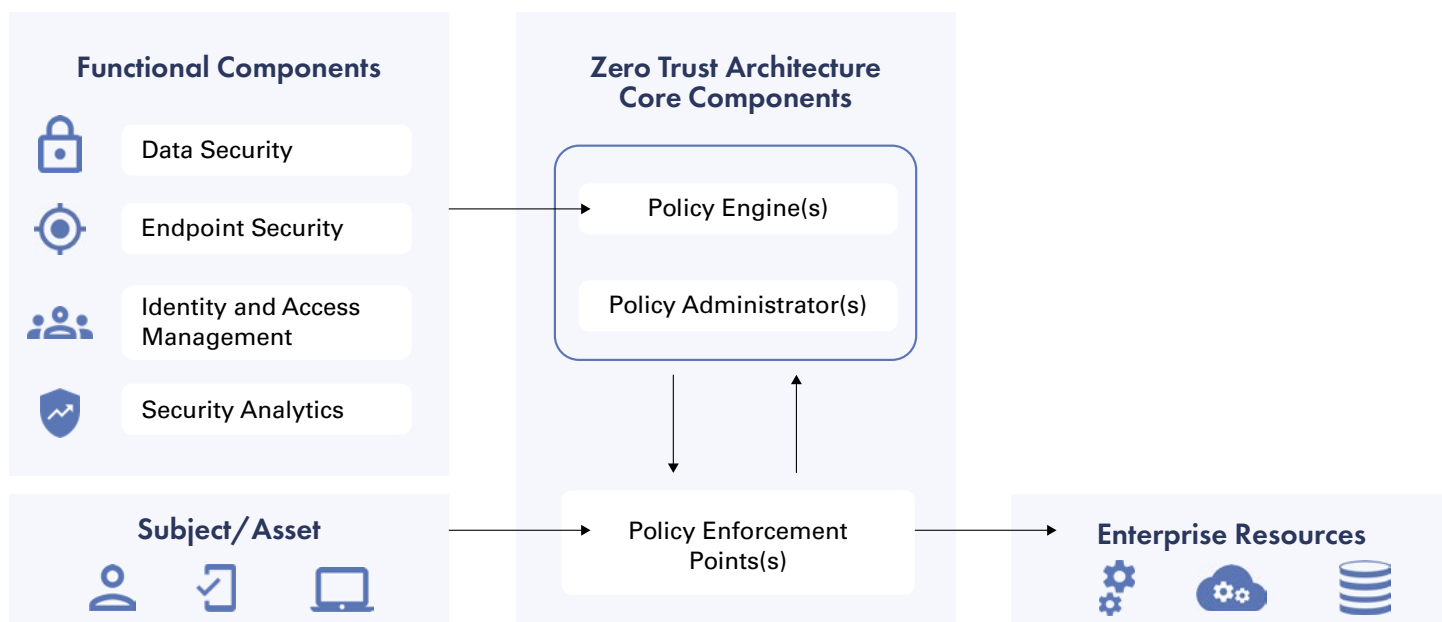 Functional Components
Data Security
Endpoint Security
Identity and Access
Management
Security Analytics
Zero Trust Architecture
Core Components
Policy Engine(s)
Policy Administrator(s)
Subject/Asset
Policy Enforcement
Points(s)
Enterprise Resources